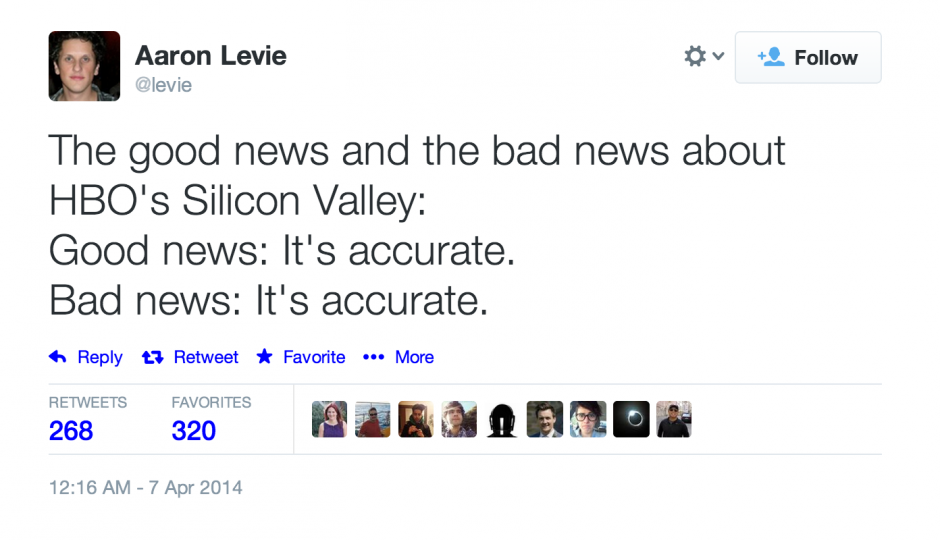 Aaron Levie
@levie
Follow
The good news and the bad news about
HBO's Silicon Valley:
Good news: It's accurate.
Bad news: It's accurate.
Reply Retweet Favorite More
RETWEETS FAVORITES
268 320
12:16 AM - 7 Apr 2014